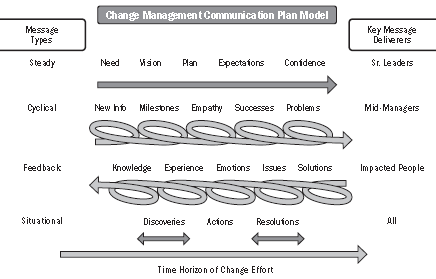 Change Management Communication Plan Model
Message Types
Key Message Deliverers
Steady Need Vision Plan Expectations Confidence Sr. Leaders
Cyclical New Info Milestones Empathy Successes Problems Mid-Managers
Feedback Knowledge Experience Emotions Issues Solutions Impacted People
Situational Discoveries Actions Resolutions All
Time Horizon of Change Effort